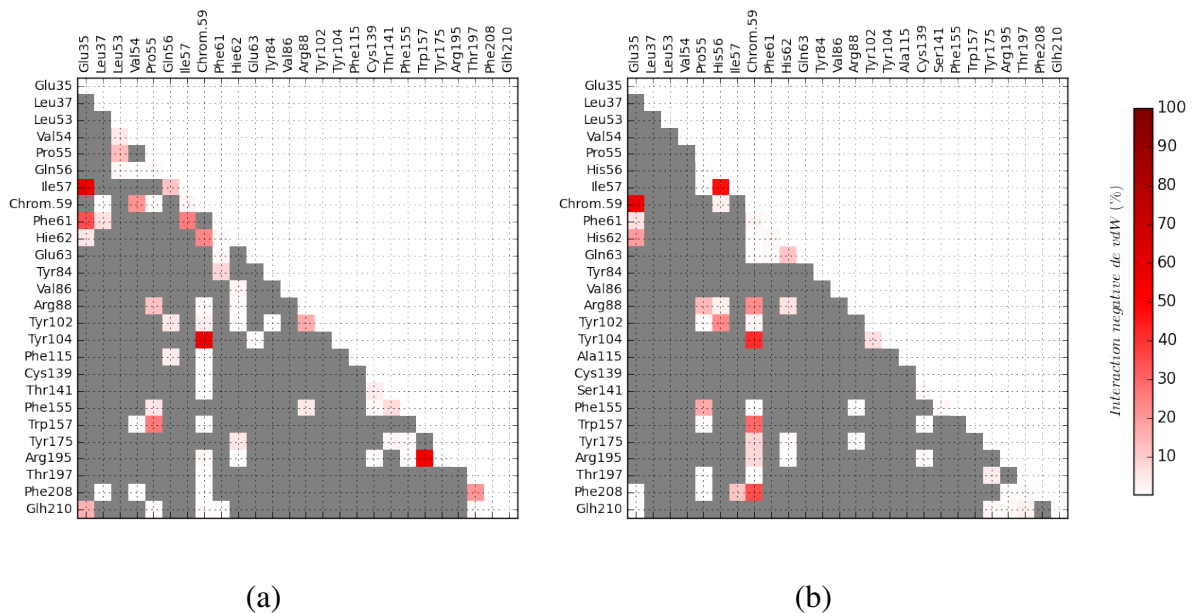 Glu35
Leu37
Leu53
Val54
Pro55
Gln56
Ile57
Chrom.59
Phe61
Hie62
Glu63
Tyr84
Val86
Arg88
Tyr102
Tyr104
Phe115
Cys139
Thr141
Phe155
Trp157
Tyr175
Arg195
Thr197
Phe208
Glh210
Glu35
Leu37
Leu53
Val54
Pro55
Gln56
Ile57
Chrom.59
Phe61
Hie62
Glu63
Tyr84
Val86
Arg88
Tyr102
Tyr104
Phe115
Cys139
Thr141
Phe155
Trp157
Tyr175
Arg195
Thr197
Phe208
Glh210
(a)
Glu35
Leu37
Leu53
Val54
Pro55
His56
Ile57
Chrom.59
Phe61
His62
Gln63
Tyr84
Val86
Arg88
Tyr102
Tyr104
Ala115
Cys139
Ser141
Phe155
Trp157
Tyr175
Arg195
Thr197
Phe208
Glh210
Glu35
Leu37
Leu53
Val54
Pro55
His56
Ile57
Chrom.59
Phe61
His62
Gln63
Tyr84
Val86
Arg88
Tyr102
Tyr104
Ala115
Cys139
Ser141
Phe155
Trp157
Tyr175
Arg195
Thr197
Phe208
Glh210
(b)
Interaction negative de vdW (%)
100
90
80
70
60
50
40
30
20
10